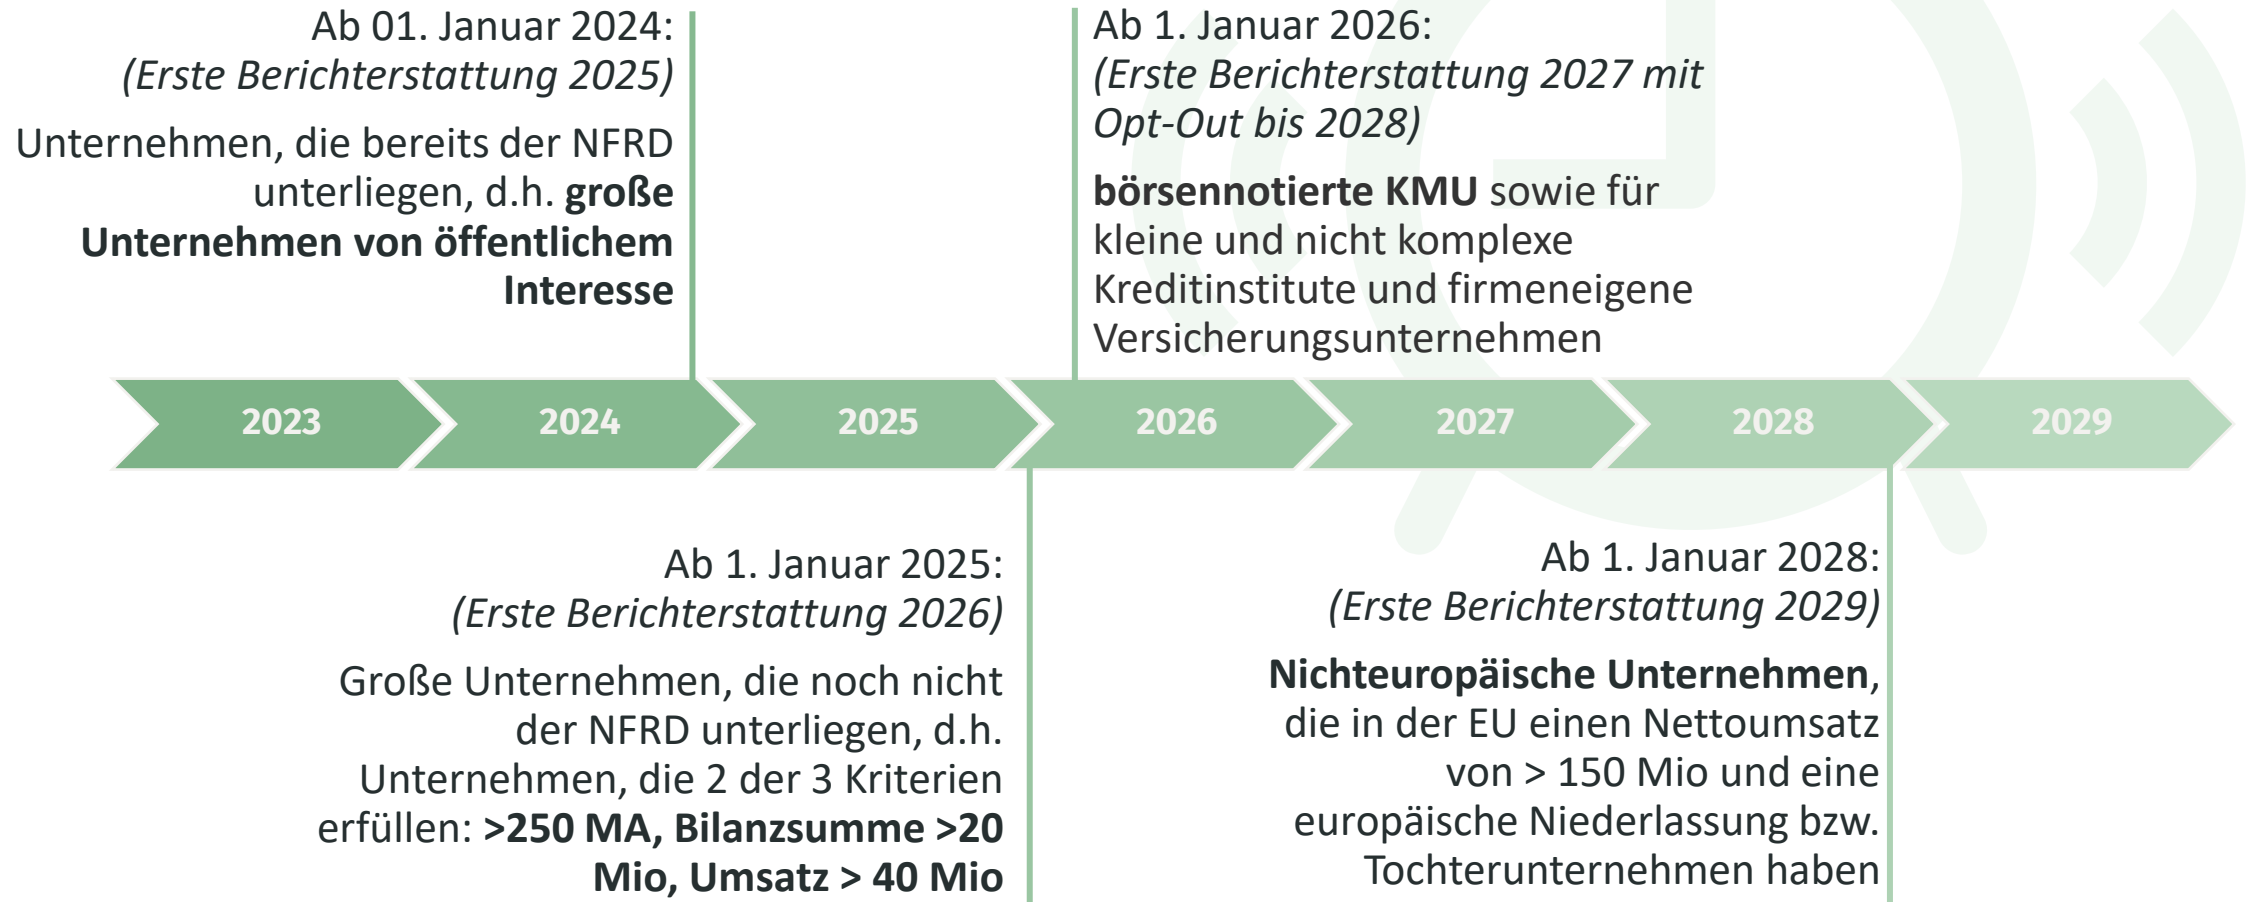 Ab 01. Januar 2024:
(Erste Berichterstattung 2025)
Unternehmen, die bereits der NFRD
unterliegen, d.h. große
Unternehmen von öffentlichem
Interesse
Ab 1. Januar 2026:
(Erste Berichterstattung 2027 mit
Opt-Out bis 2028)
börsennotierte KMU sowie für
kleine und nicht komplexe
Kreditinstitute und firmeneigene
Versicherungsunternehmen
2023
2024
2025
2026
2027
2028
2029
Ab 1. Januar 2025:
(Erste Berichterstattung 2026)
Große Unternehmen, die noch nicht
der NFRD unterliegen, d.h.
Unternehmen, die 2 der 3 Kriterien
erfüllen: >250 MA, Bilanzsumme >20
Mio, Umsatz > 40 Mio
Ab 1. Januar 2028:
(Erste Berichterstattung 2029)
Nichteuropäische Unternehmen,
die in der EU einen Nettoumsatz
von > 150 Mio und eine
europäische Niederlassung bzw.
Tochterunternehmen haben